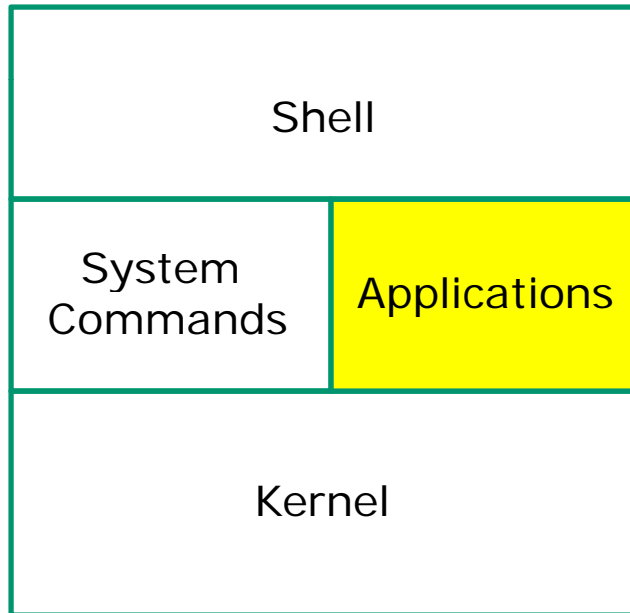 Shell
System
Commands
Applications
Kernel